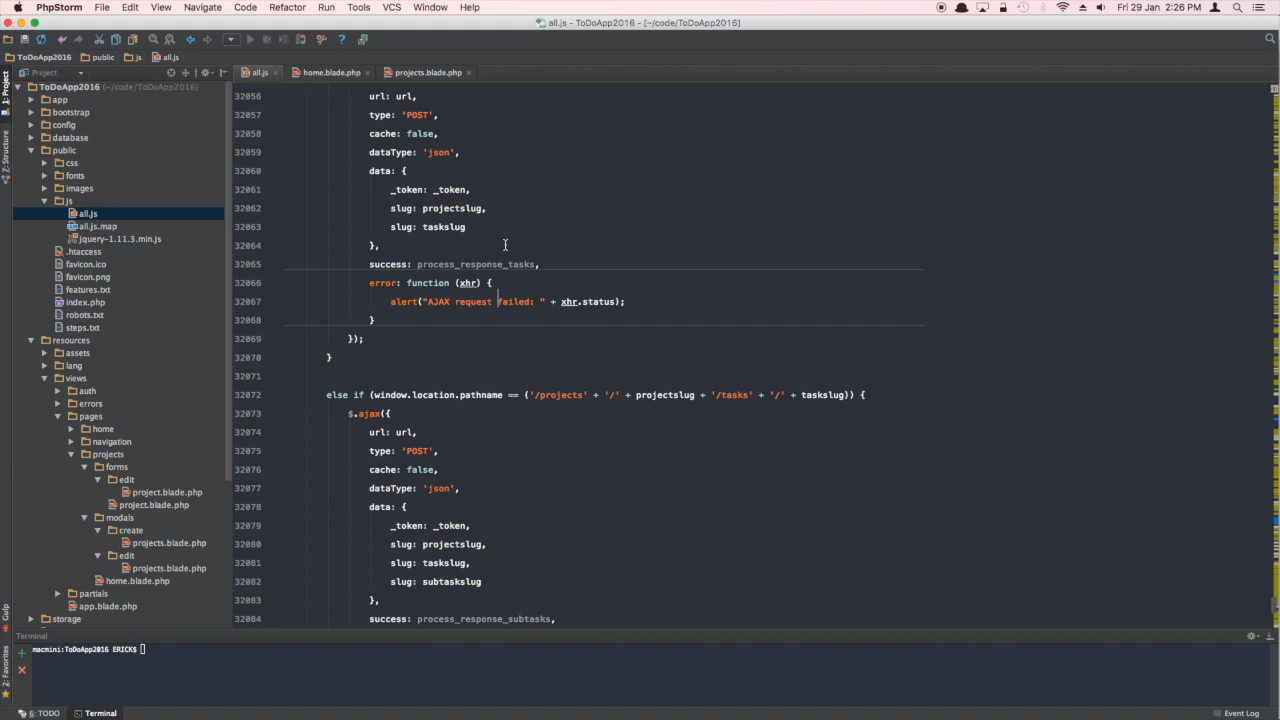 PhpStorm File Edit View Navigate Code Refactor Run Tools VCS Window Help Fri 29 Jan 2:26 PM
all.js - ToDoApp2016 - [~/code/ToDoApp2016]
ToDoApp2016 public js all.js
Project
all.js home.blade.php projects.blade.php
1: Project
Z: Structure
Gulp
2: Favorites
ToDoApp2016 (~/code/ToDoApp2016)
app
bootstrap
config
database
public
css
fonts
images
js
all.js
all.js.map
jquery-1.11.3.min.js
.htaccess
favicon.ico
favicon.png
features.txt
index.php
robots.txt
steps.txt
resources
assets
lang
views
auth
errors
pages
home
navigation
projects
forms
edit
project.blade.php
project.blade.php
modals
create
projects.blade.php
edit
projects.blade.php
home.blade.php
partials
app.blade.php
storage
32056 url: url,
32057 type: 'POST',
32058 cache: false,
32059 dataType: 'json',
32060 data: {
32061 _token: _token,
32062 slug: projectslug,
32063 slug: taskslug
32064 },
32065 success: process_response_tasks,
32066 error: function (xhr) {
32067 alert("AJAX request failed: " + xhr.status);
32068 }
32069 });
32070 }
32071
32072 else if (window.location.pathname == ('/projects' + '/' + projectslug + '/tasks' + '/' + taskslug)) {
32073 $.ajax({
32074 url: url,
32075 type: 'POST',
32076 cache: false,
32077 dataType: 'json',
32078 data: {
32079 _token: _token,
32080 slug: projectslug,
32081 slug: taskslug,
32082 slug: subtaskslug
32083 },
32084 success: process_response_subtasks,
Terminal
macmini:ToDoApp2016 ERICK$
6: TODO Terminal Event Log